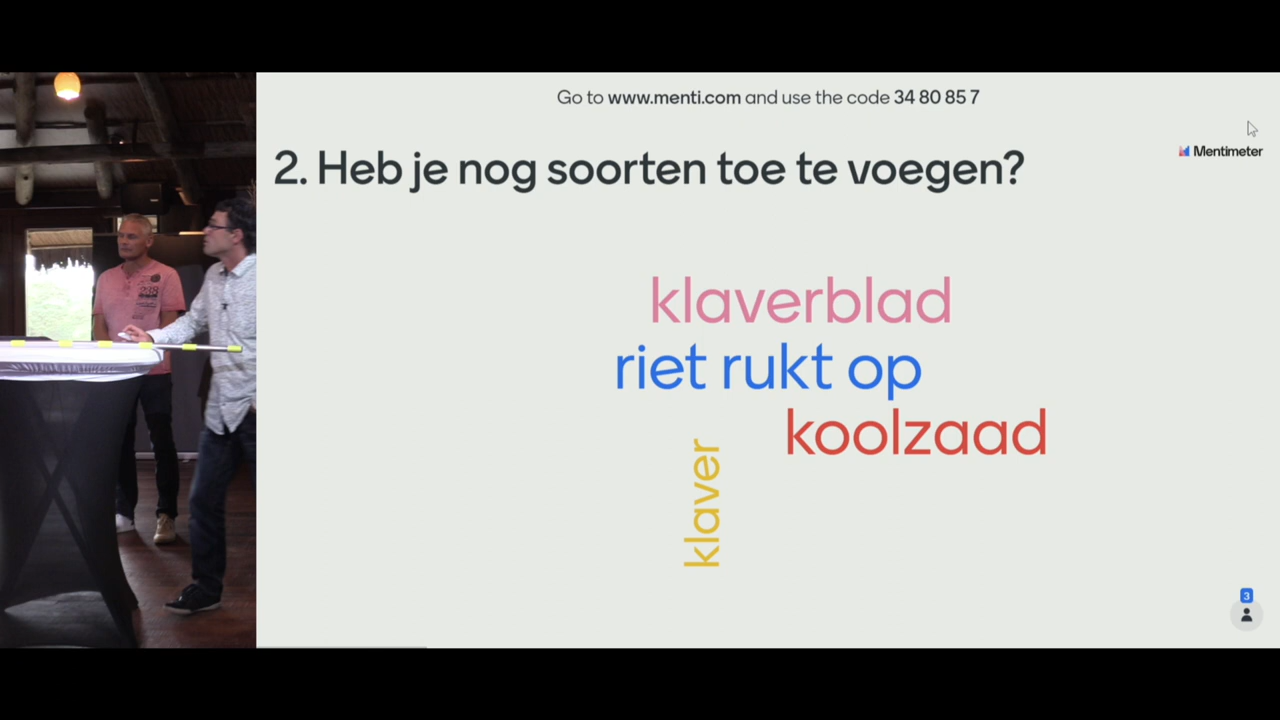 Go to www.menti.com and use the code 34 80 85 7
Mentimeter
2. Heb je nog soorten toe te voegen?
klaverblad
riet rukt op
koolzaad
klaver
3